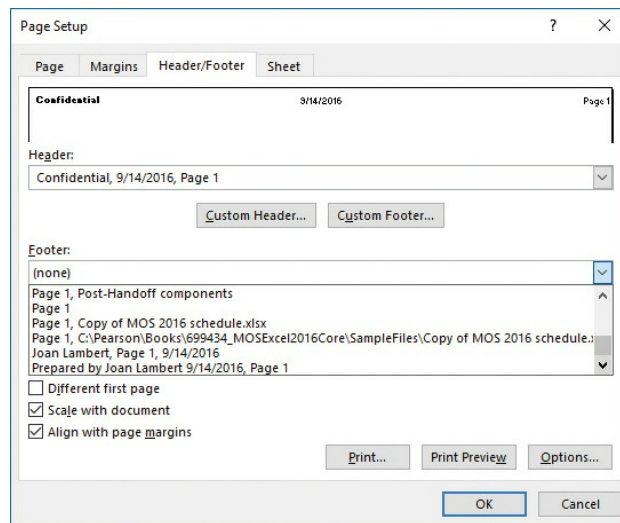 Page Setup ? X
Page Margins Header/Footer Sheet
Confidential 9/14/2016 Page 1
Header:
Confidential, 9/14/2016, Page 1
Custom Header... Custom Footer...
Footer:
(none)
Page 1, Post-Handoff components
Page 1
Page 1, Copy of MOS 2016 schedule.xlsx
Page 1, C:\Pearson\Books\699434_MOSExcel2016Core\SampleFiles\Copy of MOS 2016 schedule.
Joan Lambert, Page 1, 9/14/2016
Prepared by Joan Lambert 9/14/2016, Page 1
Different first page
Scale with document
Align with page margins
Print... Print Preview Options...
OK Cancel